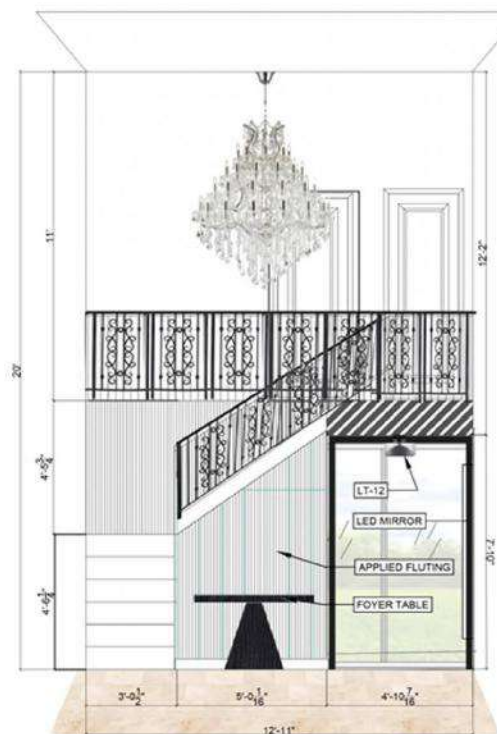 11'
12'-2"
20'
4'-5 3/4"
LT-12
LED MIRROR
7'-10"
APPLIED FLUTING
FOYER TABLE
4'-6 1/4"
3'-0 1/2"
5'-0 1/16"
4'-10 7/16"
12'-11"